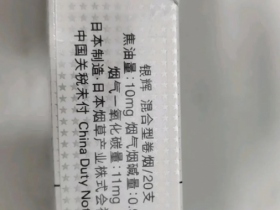 银辉 混合型卷烟/20支
焦油量:10mg 烟气烟碱量:0.
烟气一氧化碳量:11mg
日本制造·日本烟草产业株式会
中国关税未付 China Duty Not